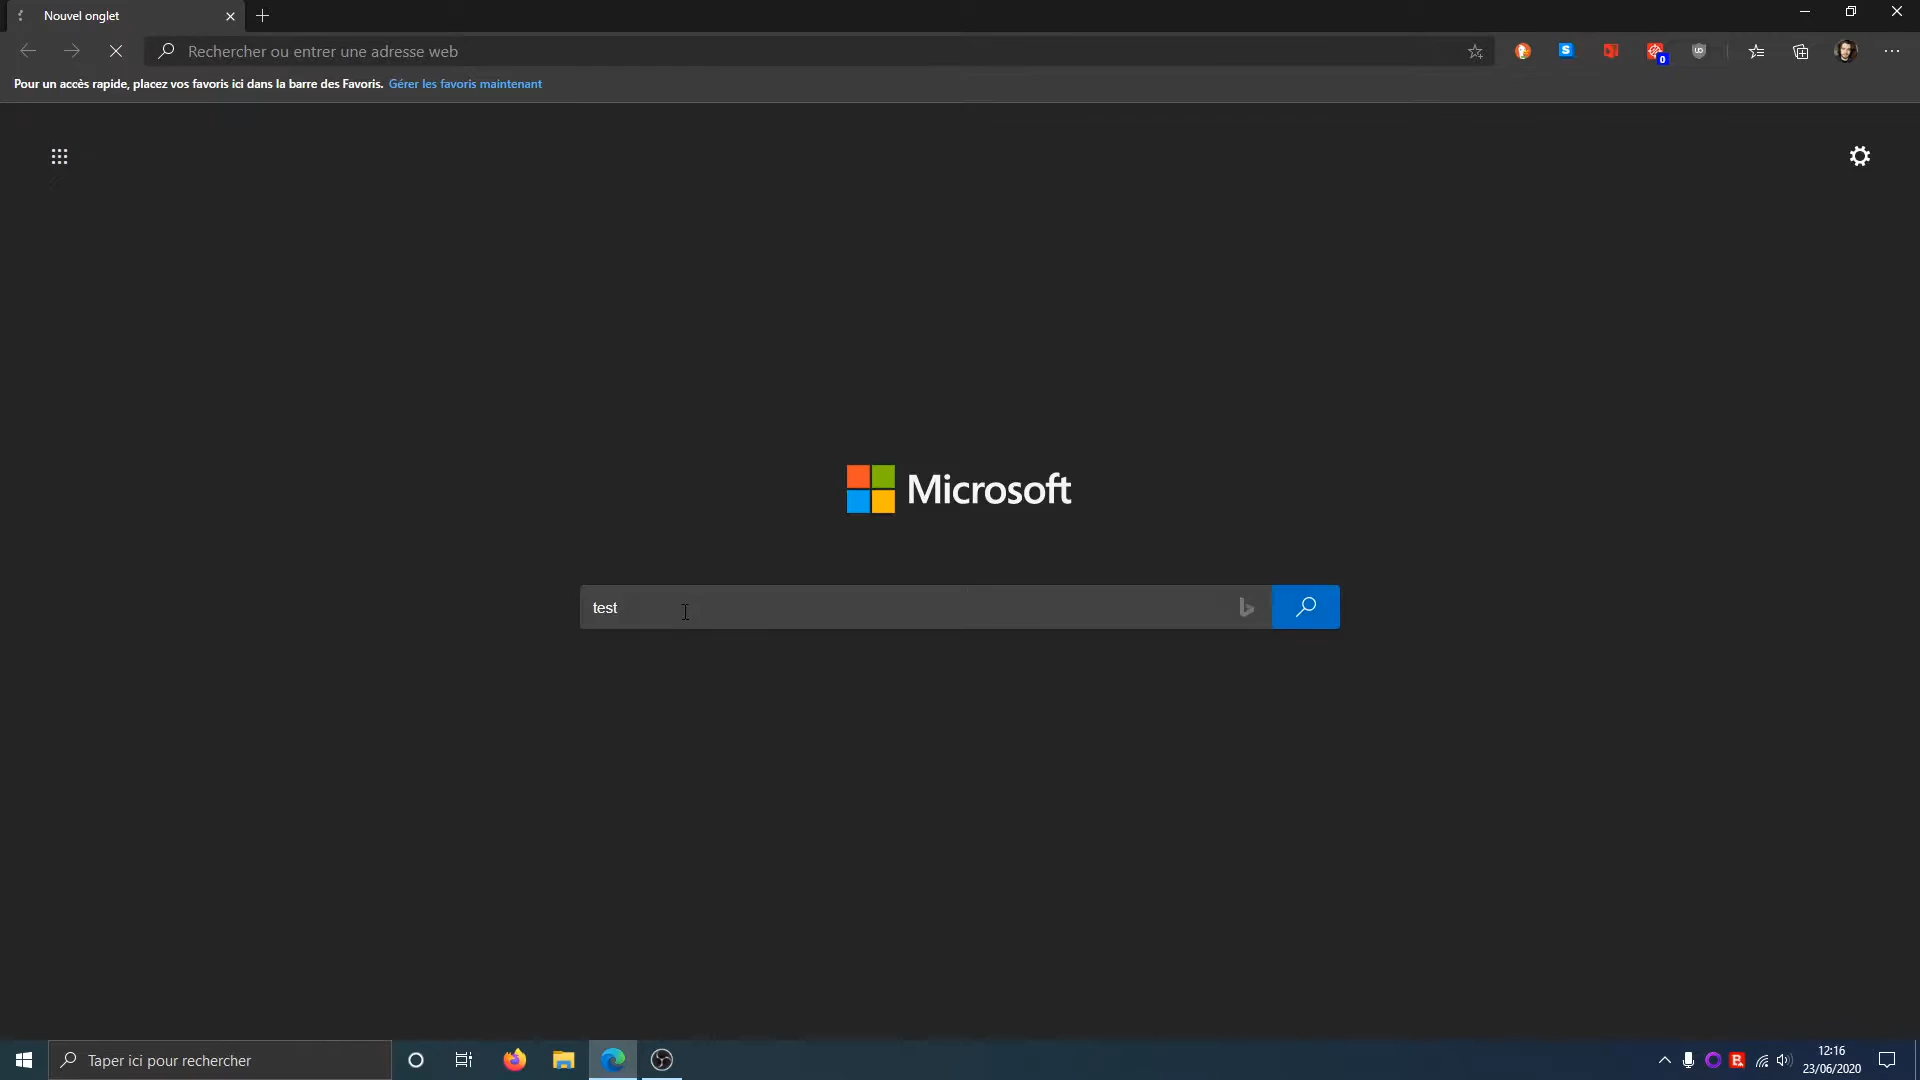 Nouvel onglet
Rechercher ou entrer une adresse web
S
0
Pour un accès rapide, placez vos favoris ici dans la barre des Favoris. Gérer les favoris maintenant
Microsoft
test
Taper ici pour rechercher
B
12:16
23/06/2020